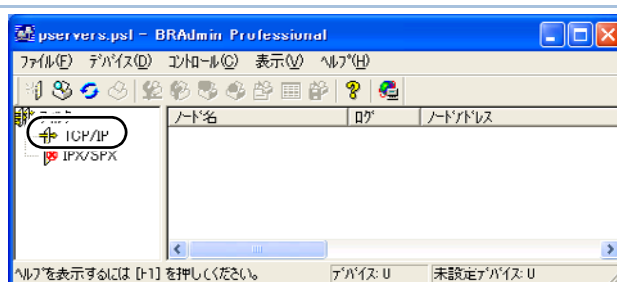 pservers.psl - BRAdmin Professional
ﾌｧｲﾙ(F) ﾃﾞﾊﾞｲｽ(D) ｺﾝﾄﾛｰﾙ(C) 表示(V) ﾍﾙﾌﾟ(H)
ﾉｰﾄﾞ名 ﾛｸﾞ ﾉｰﾄﾞｱﾄﾞﾚｽ
TCP/IP
IPX/SPX
ﾍﾙﾌﾟを表示するには [F1] を押してください。 ﾃﾞﾊﾞｲｽ: 0 未設定ﾃﾞﾊﾞｲｽ: 0